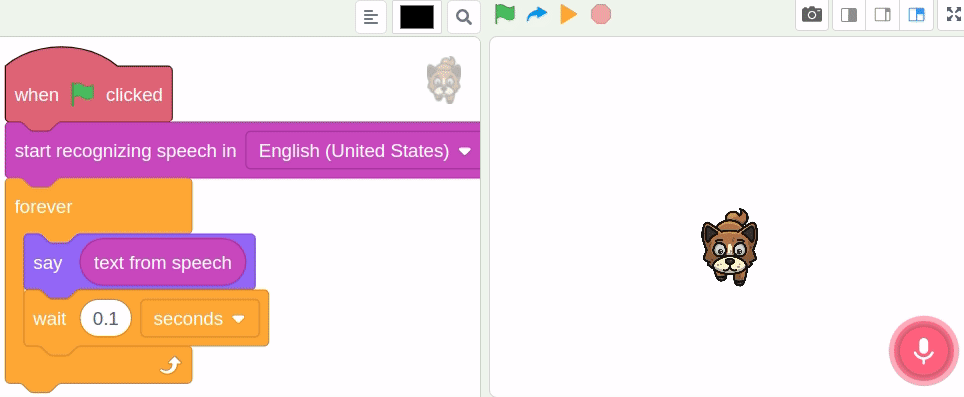 when clicked
start recognizing speech in English (United States)
forever
say text from speech
wait 0.1 seconds